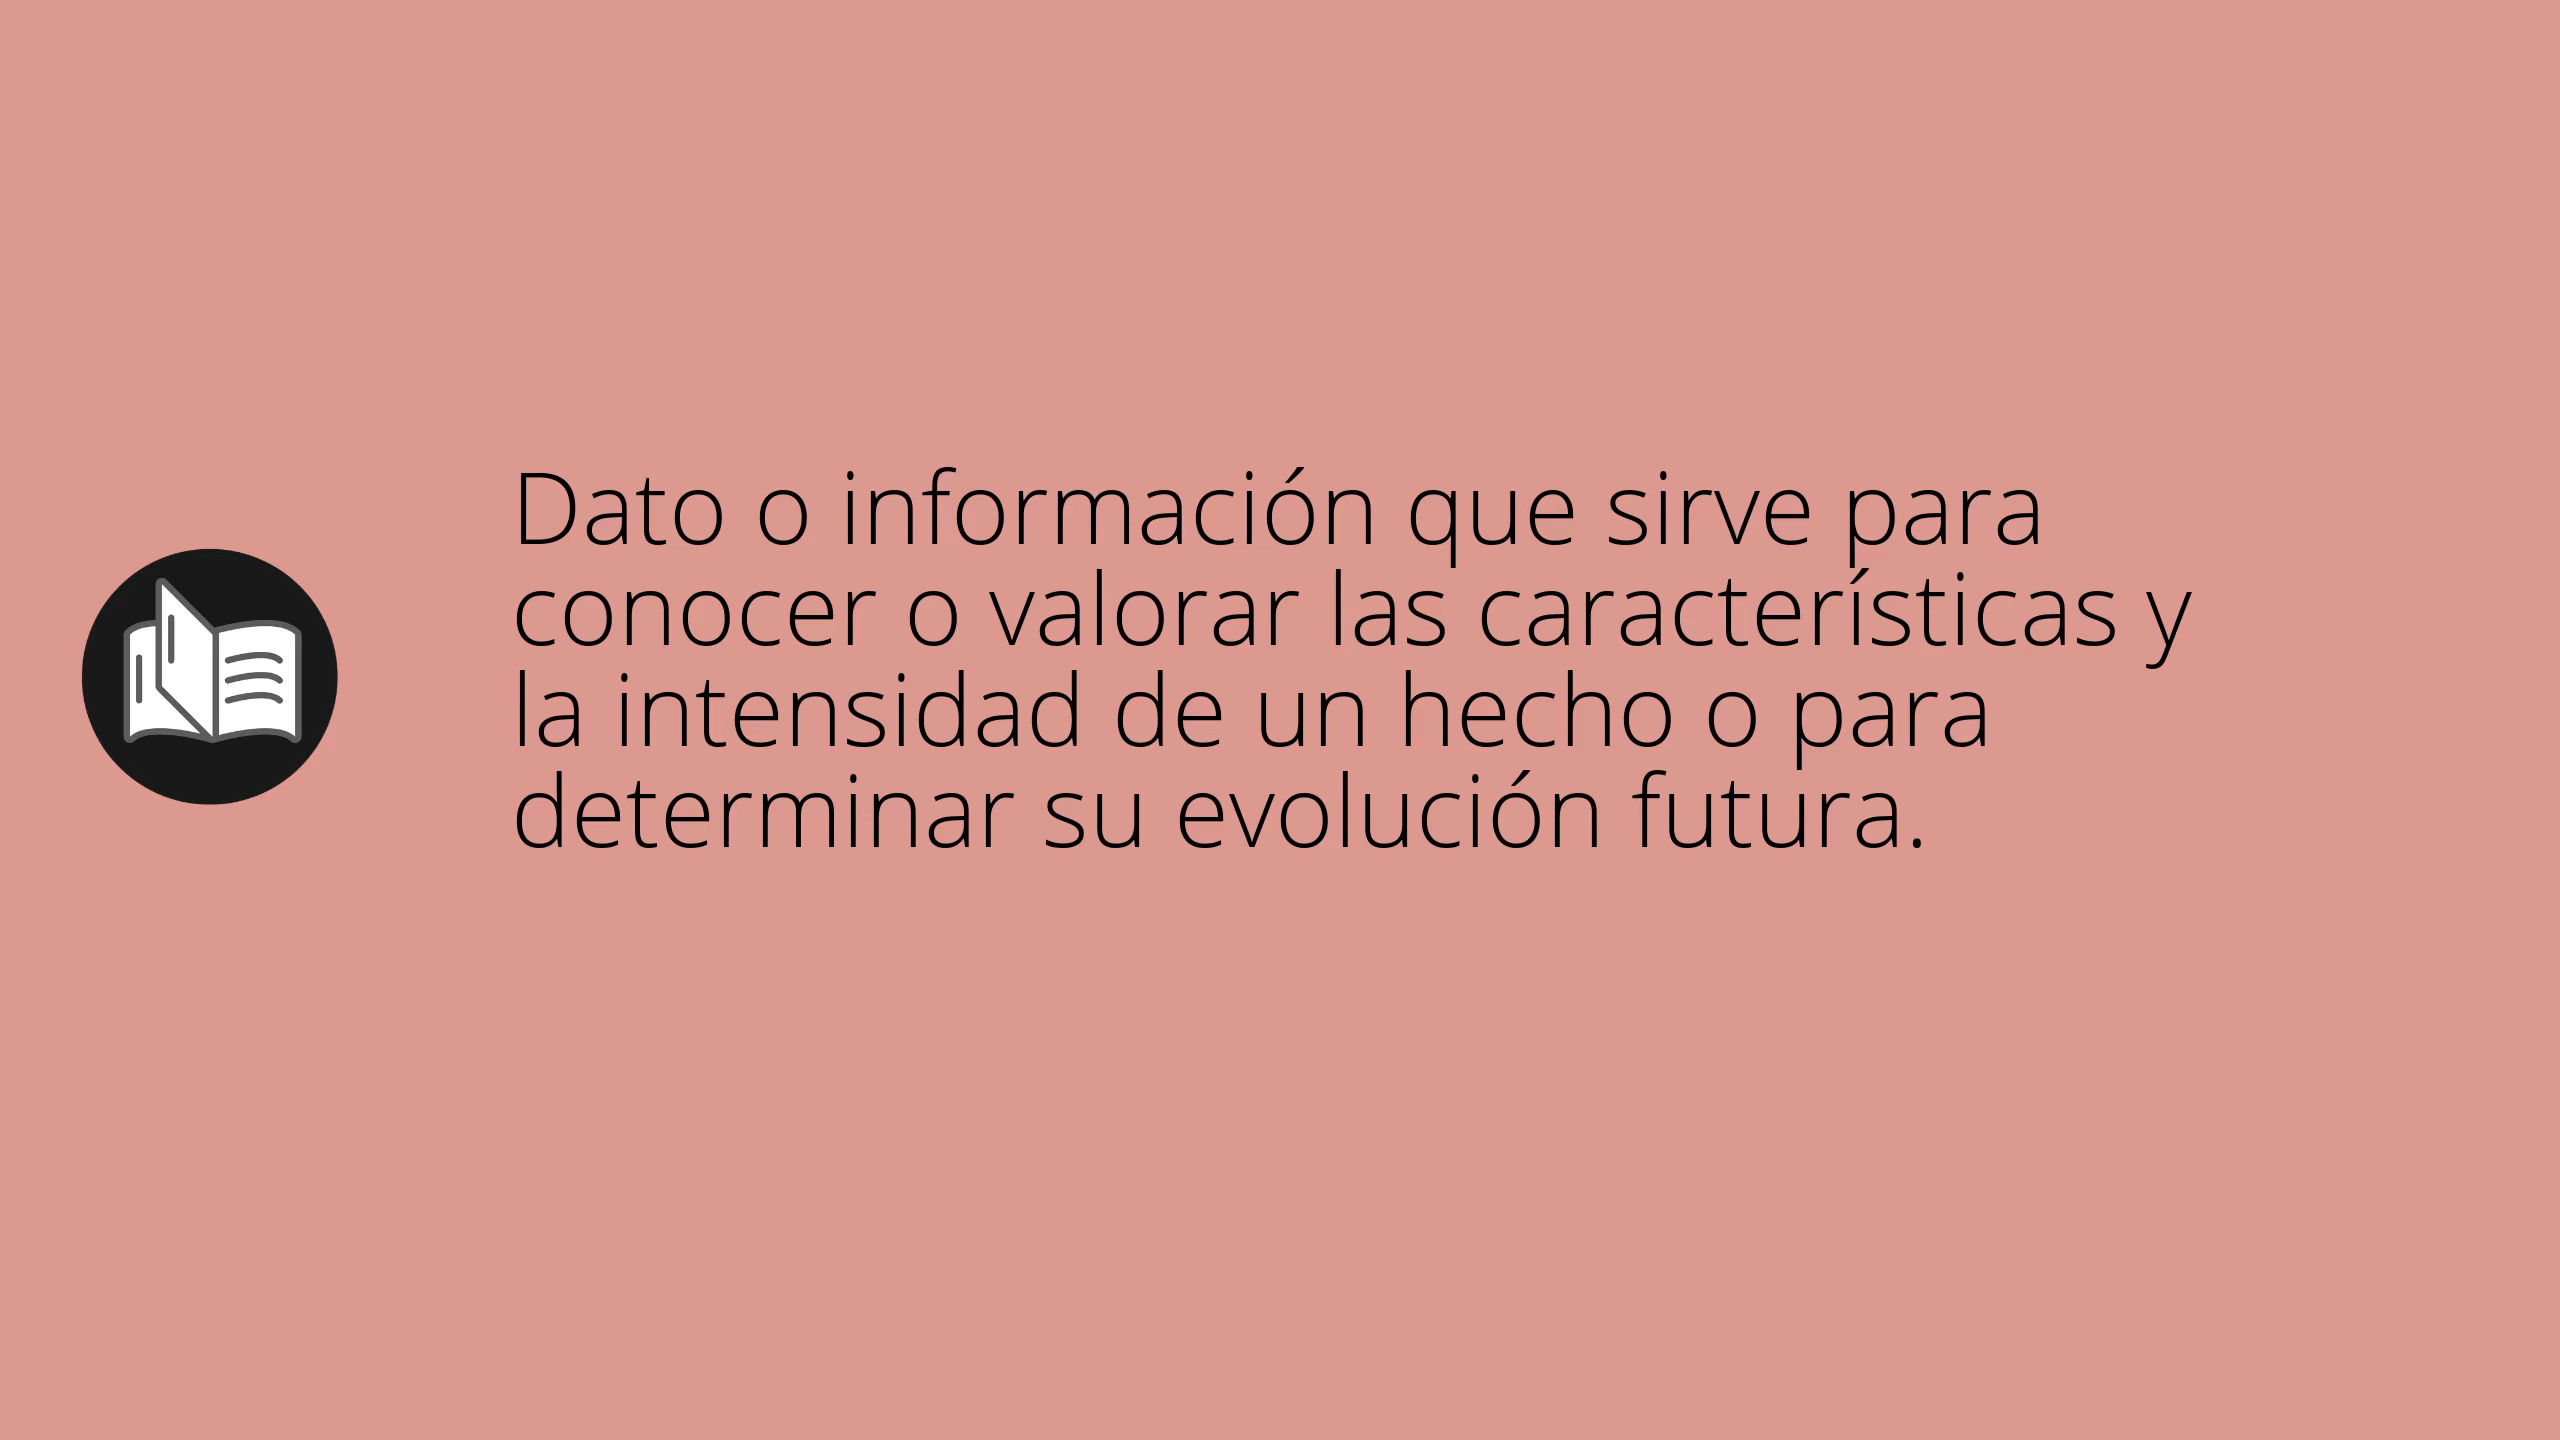 Dato o información que sirve para
conocer o valorar las características y
la intensidad de un hecho o para
determinar su evolución futura.